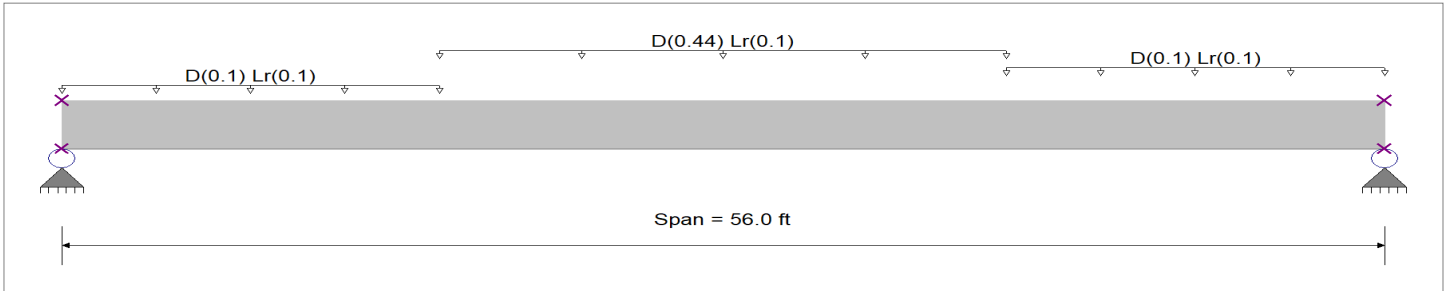 D(0.44) Lr(0.1)
D(0.1) Lr(0.1)
D(0.1) Lr(0.1)
Span = 56.0 ft